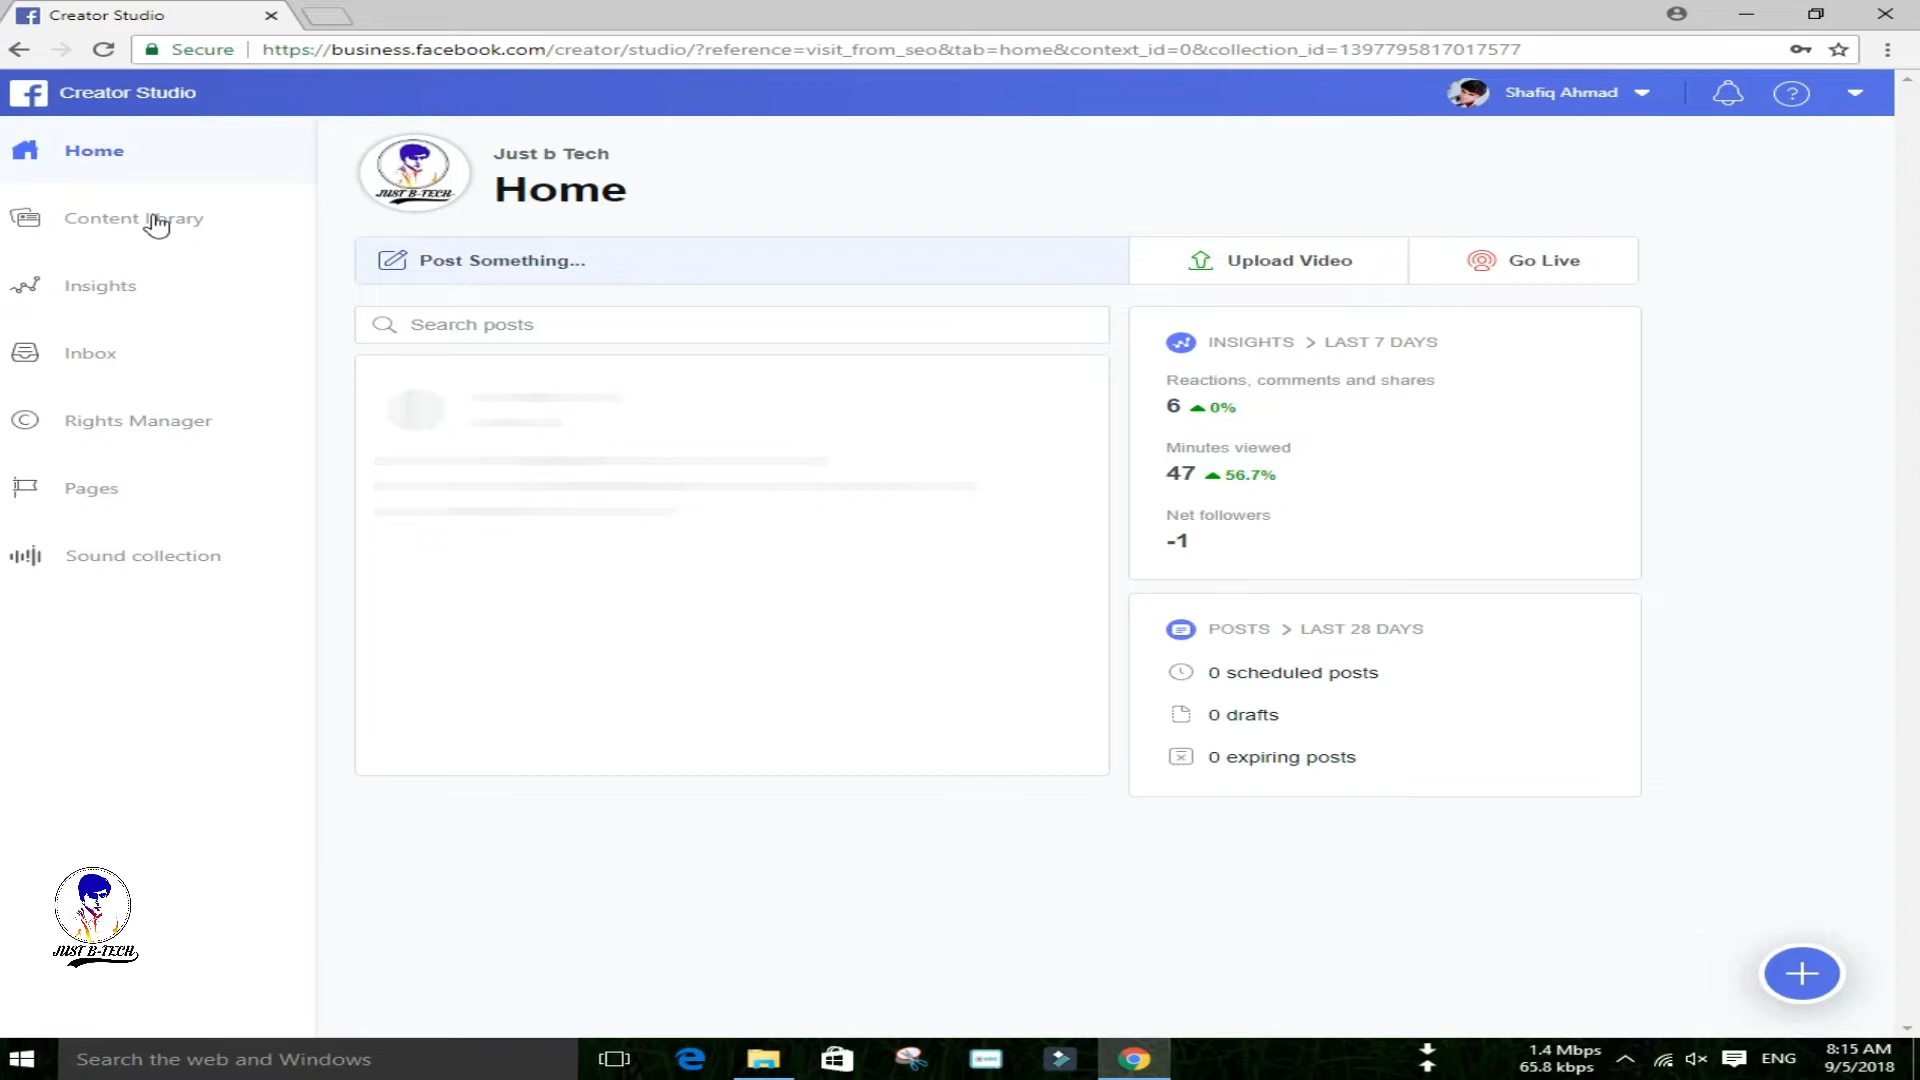 Creator Studio
Secure
https://business.facebook.com/creator/studio/?reference=visit_from_seo&tab=home&context_id=0&collection_id=1397795817017577
Creator Studio
Shafiq Ahmad
Home
Content library
Insights
Inbox
Rights Manager
Pages
Sound collection
JUST B-TECH
Just b Tech
Home
JUST B-TECH
Post Something...
Upload Video
Go Live
Search posts
INSIGHTS > LAST 7 DAYS
Reactions, comments and shares
6 0%
Minutes viewed
47 56.7%
Net followers
-1
POSTS > LAST 28 DAYS
0 scheduled posts
0 drafts
0 expiring posts
Search the web and Windows
1.4 Mbps
65.8 kbps
ENG
8:15 AM
9/5/2018